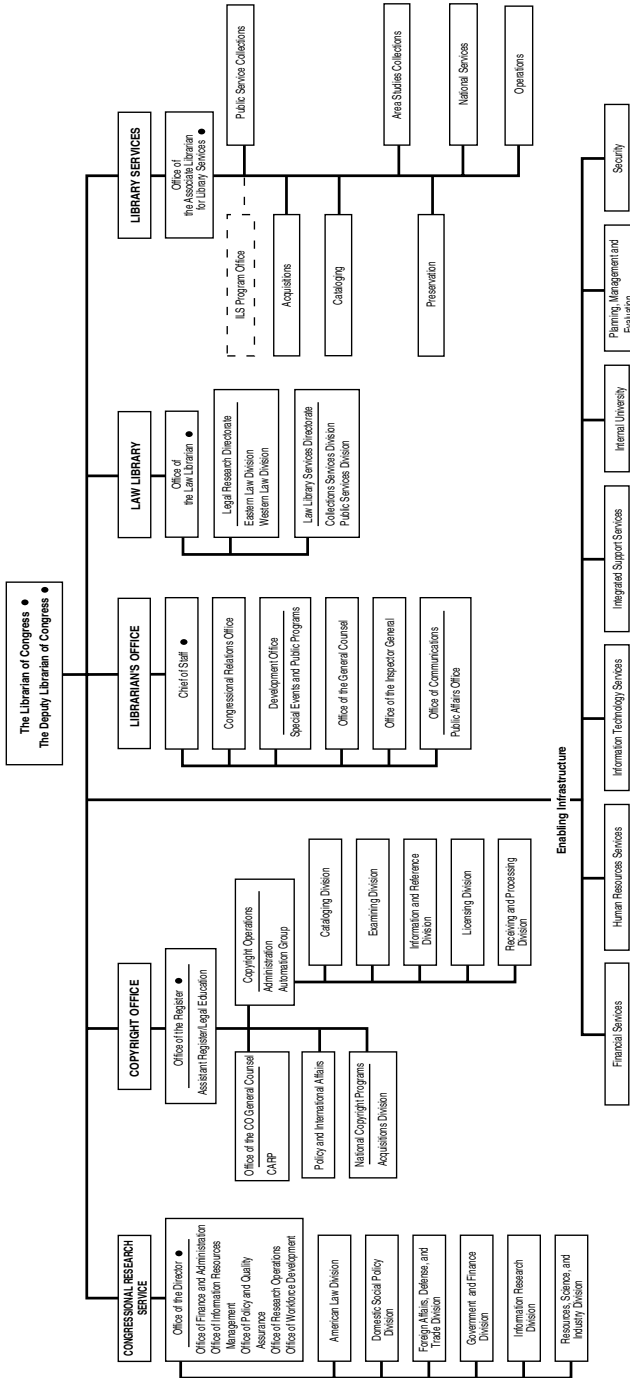 The Librarian of Congress ●
The Deputy Librarian of Congress ●
CONGRESSIONAL RESEARCH
SERVICE
Office of the Director ●
Office of Finance and Administration
Office of Information Resources
Management
Office of Policy and Quality
Assurance
Office of Research Operations
Office of Workforce Development
American Law Division
Domestic Social Policy
Division
Foreign Affairs, Defense, and
Trade Division
Government and Finance
Division
Information Research
Division
Resources, Science, and
Industry Division
COPYRIGHT OFFICE
Office of the Register ●
Assistant Register/Legal Education
Office of the CO General Counsel
CARP
Policy and International Affairs
National Copyright Programs
Acquisitions Division
Copyright Operations
Administration
Automation Group
Cataloging Division
Examining Division
Information and Reference
Division
Licensing Division
Receiving and Processing
Division
LIBRARIAN'S OFFICE
Chief of Staff ●
Congressional Relations Office
Development Office
Special Events and Public Programs
Office of the General Counsel
Office of the Inspector General
Office of Communications
Public Affairs Office
LAW LIBRARY
Office of
the Law Librarian ●
Legal Research Directorate
Eastern Law Division
Western Law Division
Law Library Services Directorate
Collections Services Division
Public Services Division
LIBRARY SERVICES
Office of
the Associate Librarian
for Library Services ●
ILS Program Office
Acquisitions
Cataloging
Preservation
Public Service Collections
Area Studies Collections
National Services
Operations
Enabling Infrastructure
Financial Services
Human Resources Services
Information Technology Services
Integrated Support Services
Internal University
Planning, Management and
Evaluation
Security